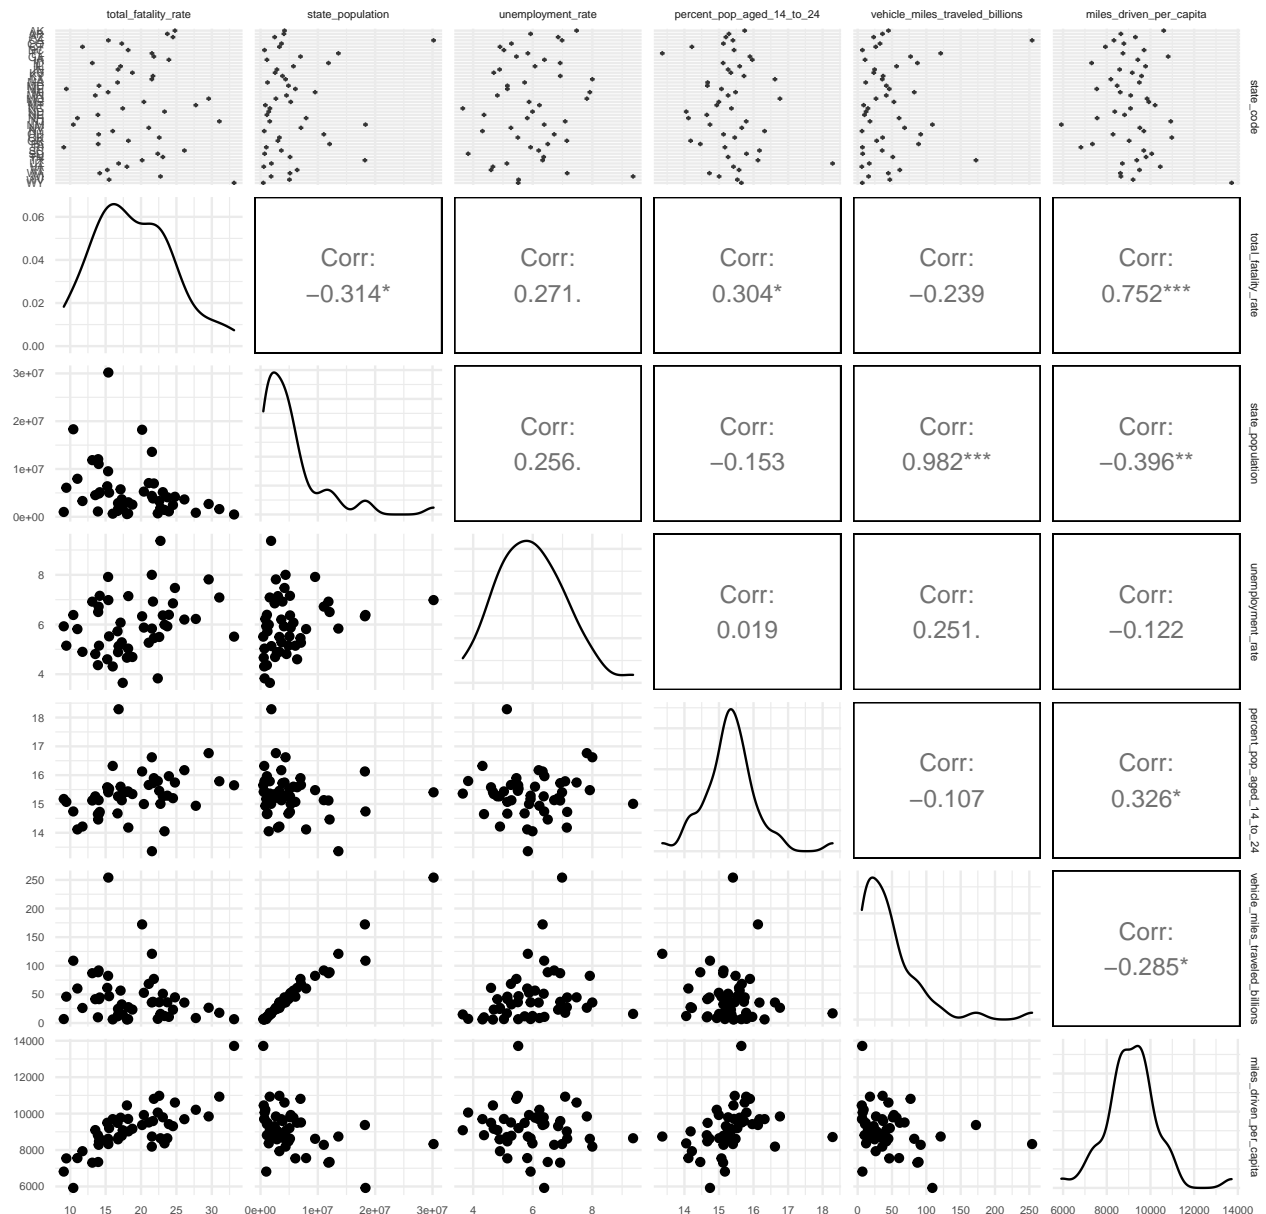 total_fatality_rate state_population unemployment_rate percent_pop_aged_14_to_24 vehicle_miles_traveled_billions miles_driven_per_capita
AK
WY
state_code
0.06
0.04
0.02
0.00
Corr:
−0.314*
Corr:
0.271.
Corr:
0.304*
Corr:
−0.239
Corr:
0.752***
total_fatality_rate
3e+07
2e+07
1e+07
0e+00
Corr:
0.256.
Corr:
−0.153
Corr:
0.982***
Corr:
−0.396**
state_population
8
6
4
Corr:
0.019
Corr:
0.251.
Corr:
−0.122
unemployment_rate
18
17
16
15
14
Corr:
−0.107
Corr:
0.326*
percent_pop_aged_14_to_24
250
200
150
100
50
0
Corr:
−0.285*
vehicle_miles_traveled_billions
14000
12000
10000
8000
6000
miles_driven_per_capita
10 15 20 25 30 0e+00 1e+07 2e+07 3e+07 4 6 8 14 15 16 17 18 0 50 100 150 200 250 6000 8000 10000 12000 14000